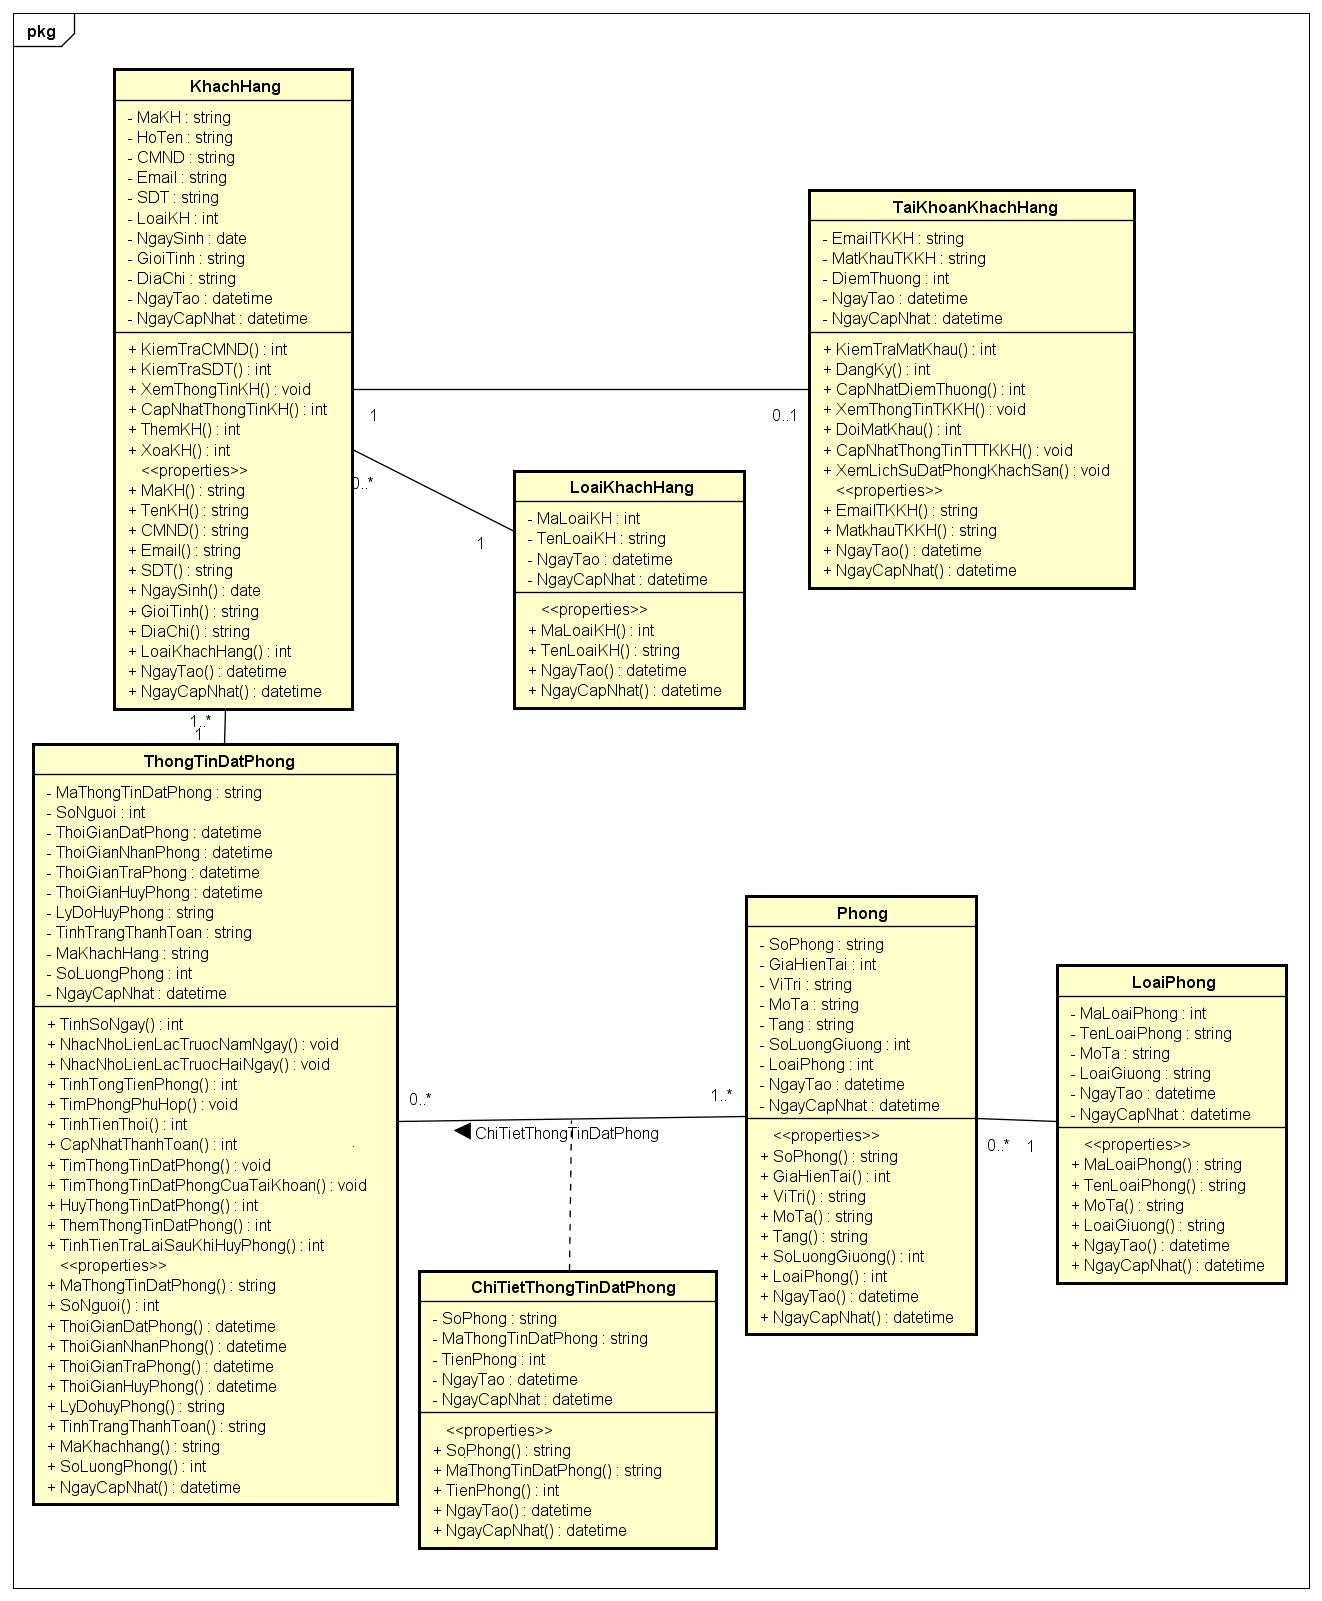 pkg
KhachHang
- MaKH : string
- HoTen : string
- CMND : string
- Email : string
- SDT : string
- LoaiKH : int
- NgaySinh : date
- GioiTinh : string
- DiaChi : string
- NgayTao : datetime
- NgayCapNhat : datetime
+ KiemTraCMND() : int
+ KiemTraSDT() : int
+ XemThongTinKH() : void
+ CapNhatThongTinKH() : int
+ ThemKH() : int
+ XoaKH() : int
<<properties>>
+ MaKH() : string
+ TenKH() : string
+ CMND() : string
+ Email() : string
+ SDT() : string
+ NgaySinh() : date
+ GioiTinh() : string
+ DiaChi() : string
+ LoaiKhachHang() : int
+ NgayTao() : datetime
+ NgayCapNhat() : datetime
TaiKhoanKhachHang
- EmailTKKH : string
- MatKhauTKKH : string
- DiemThuong : int
- NgayTao : datetime
- NgayCapNhat : datetime
+ KiemTraMatKhau() : int
+ DangKy() : int
+ CapNhatDiemThuong() : int
+ XemThongTinTKKH() : void
+ DoiMatKhau() : int
+ CapNhatThongTinTTTKKH() : void
+ XemLichSuDatPhongKhachSan() : void
<<properties>>
+ EmailTKKH() : string
+ MatkhauTKKH() : string
+ NgayTao() : datetime
+ NgayCapNhat() : datetime
1
0..1
0..*
1
LoaiKhachHang
- MaLoaiKH : int
- TenLoaiKH : string
- NgayTao : datetime
- NgayCapNhat : datetime
<<properties>>
+ MaLoaiKH() : int
+ TenLoaiKH() : string
+ NgayTao() : datetime
+ NgayCapNhat() : datetime
1..*
1
ThongTinDatPhong
- MaThongTinDatPhong : string
- SoNguoi : int
- ThoiGianDatPhong : datetime
- ThoiGianNhanPhong : datetime
- ThoiGianTraPhong : datetime
- ThoiGianHuyPhong : datetime
- LyDoHuyPhong : string
- TinhTrangThanhToan : string
- MaKhachHang : string
- SoLuongPhong : int
- NgayCapNhat : datetime
+ TinhSoNgay() : int
+ NhacNhoLienLacTruocNamNgay() : void
+ NhacNhoLienLacTruocHaiNgay() : void
+ TinhTongTienPhong() : int
+ TimPhongPhuHop() : void
+ TinhTienThoi() : int
+ CapNhatThanhToan() : int
+ TimThongTinDatPhong() : void
+ TimThongTinDatPhongCuaTaiKhoan() : void
+ HuyThongTinDatPhong() : int
+ ThemThongTinDatPhong() : int
+ TinhTienTraLaiSauKhiHuyPhong() : int
<<properties>>
+ MaThongTinDatPhong() : string
+ SoNguoi() : int
+ ThoiGianDatPhong() : datetime
+ ThoiGianNhanPhong() : datetime
+ ThoiGianTraPhong() : datetime
+ ThoiGianHuyPhong() : datetime
+ LyDohuyPhong() : string
+ TinhTrangThanhToan() : string
+ MaKhachhang() : string
+ SoLuongPhong() : int
+ NgayCapNhat() : datetime
0..*
1..*
ChiTietThongTinDatPhong
Phong
- SoPhong : string
- GiaHienTai : int
- ViTri : string
- MoTa : string
- Tang : string
- SoLuongGiuong : int
- LoaiPhong : int
- NgayTao : datetime
- NgayCapNhat : datetime
<<properties>>
+ SoPhong() : string
+ GiaHienTai() : int
+ ViTri() : string
+ MoTa() : string
+ Tang() : string
+ SoLuongGiuong() : int
+ LoaiPhong() : int
+ NgayTao() : datetime
+ NgayCapNhat() : datetime
0..*
1
LoaiPhong
- MaLoaiPhong : int
- TenLoaiPhong : string
- MoTa : string
- LoaiGiuong : string
- NgayTao : datetime
- NgayCapNhat : datetime
<<properties>>
+ MaLoaiPhong() : string
+ TenLoaiPhong() : string
+ MoTa() : string
+ LoaiGiuong() : string
+ NgayTao() : datetime
+ NgayCapNhat() : datetime
ChiTietThongTinDatPhong
- SoPhong : string
- MaThongTinDatPhong : string
- TienPhong : int
- NgayTao : datetime
- NgayCapNhat : datetime
<<properties>>
+ SoPhong() : string
+ MaThongTinDatPhong() : string
+ TienPhong() : int
+ NgayTao() : datetime
+ NgayCapNhat() : datetime